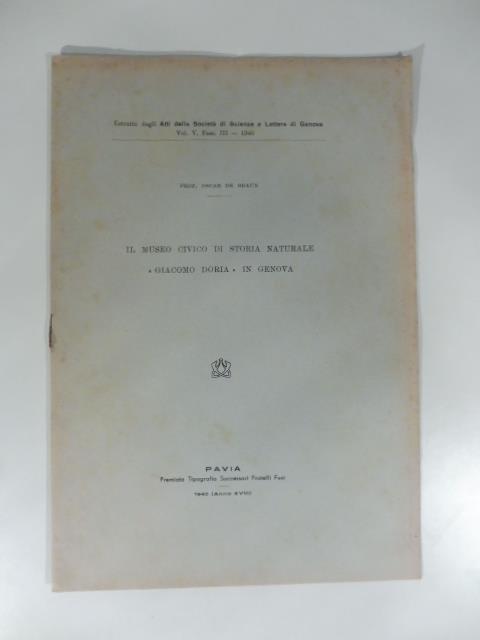 Estratto dagli Atti della Società di Scienze e Lettere di Genova
Vol. V, Fasc. III — 1940
PROF. OSCAR DE BEAUX
IL MUSEO CIVICO DI STORIA NATURALE
« GIACOMO DORIA » IN GENOVA
PAVIA
Premiata Tipografia Successori Fratelli Fusi
1940 (Anno XVIII)